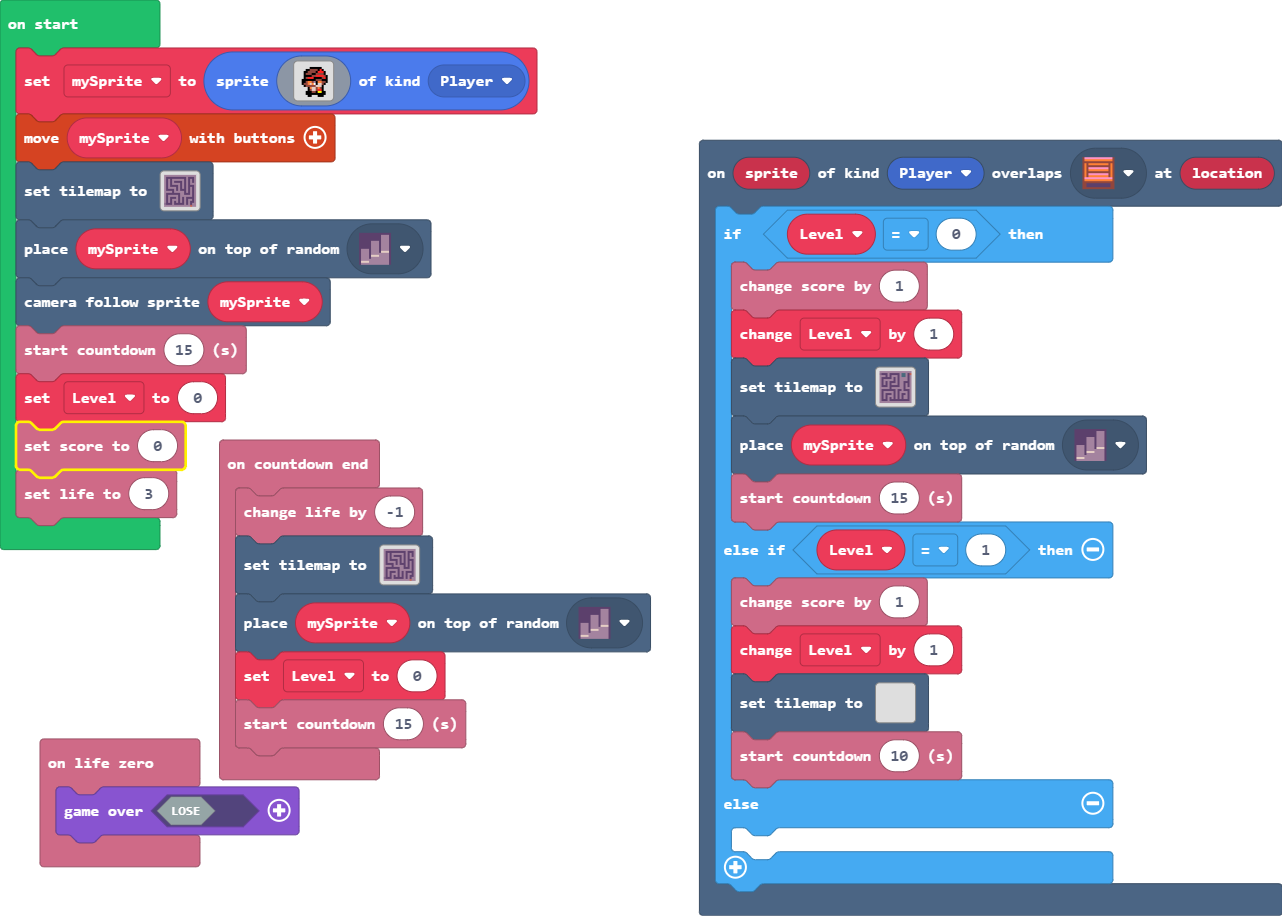 on start
set mySprite to sprite of kind Player
move mySprite with buttons
set tilemap to
place mySprite on top of random
camera follow sprite mySprite
start countdown 15 (s)
set Level to 0
set score to 0
set life to 3
on countdown end
change life by -1
set tilemap to
place mySprite on top of random
set Level to 0
start countdown 15 (s)
on life zero
game over LOSE
on sprite of kind Player overlaps at location
if Level = 0 then
change score by 1
change Level by 1
set tilemap to
place mySprite on top of random
start countdown 15 (s)
else if Level = 1 then
change score by 1
change Level by 1
set tilemap to
start countdown 10 (s)
else